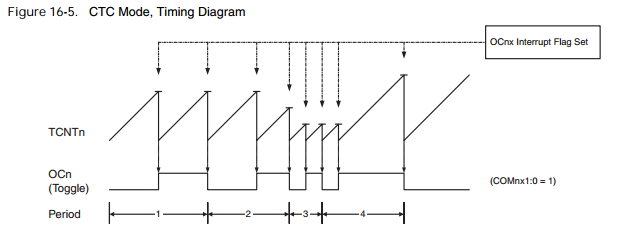 Figure 16-5. CTC Mode, Timing Diagram
OCnx Interrupt Flag Set
TCNTn
OCn
(Toggle)
(COMnx1:0 = 1)
Period 1 2 3 4